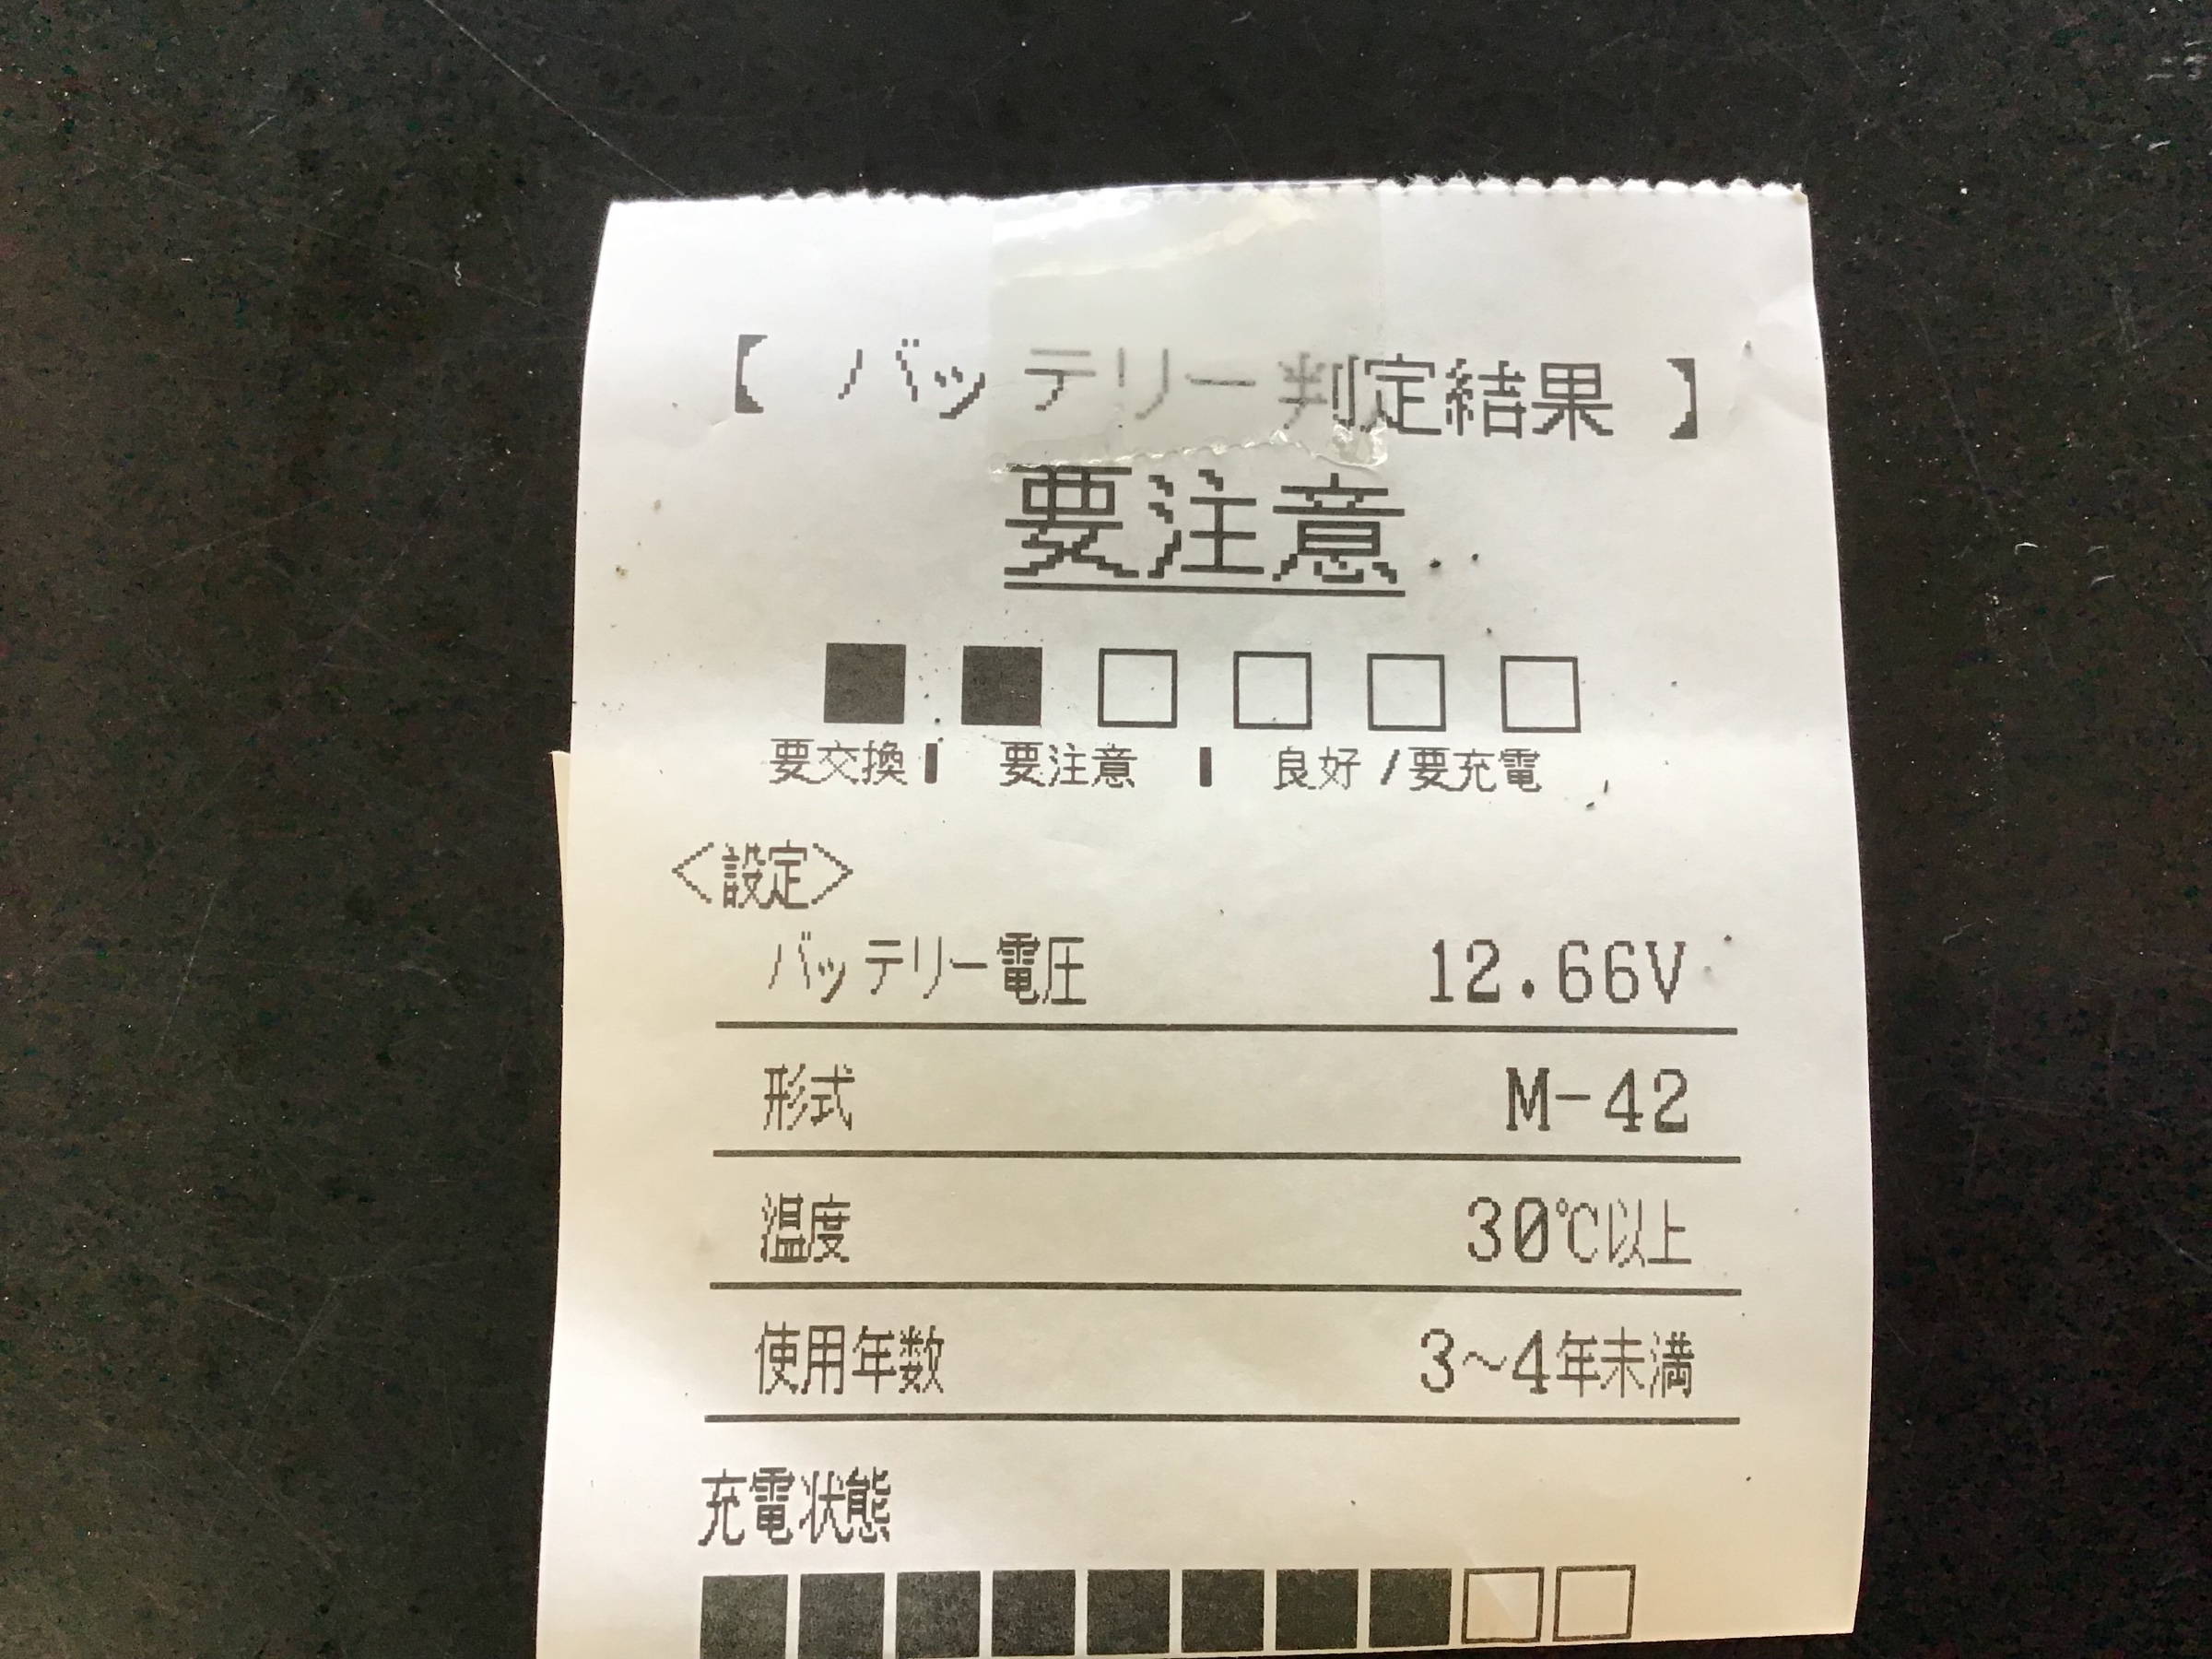 【 バッテリー判定結果 】
要注意
■ ■ □ □ □ □
要交換 | 要注意 | 良好 / 要充電
<設定>
バッテリー電圧 12.66V
形式 M-42
温度 30℃以上
使用年数 3~4年未満
充電状態
■■■■■■■■□□